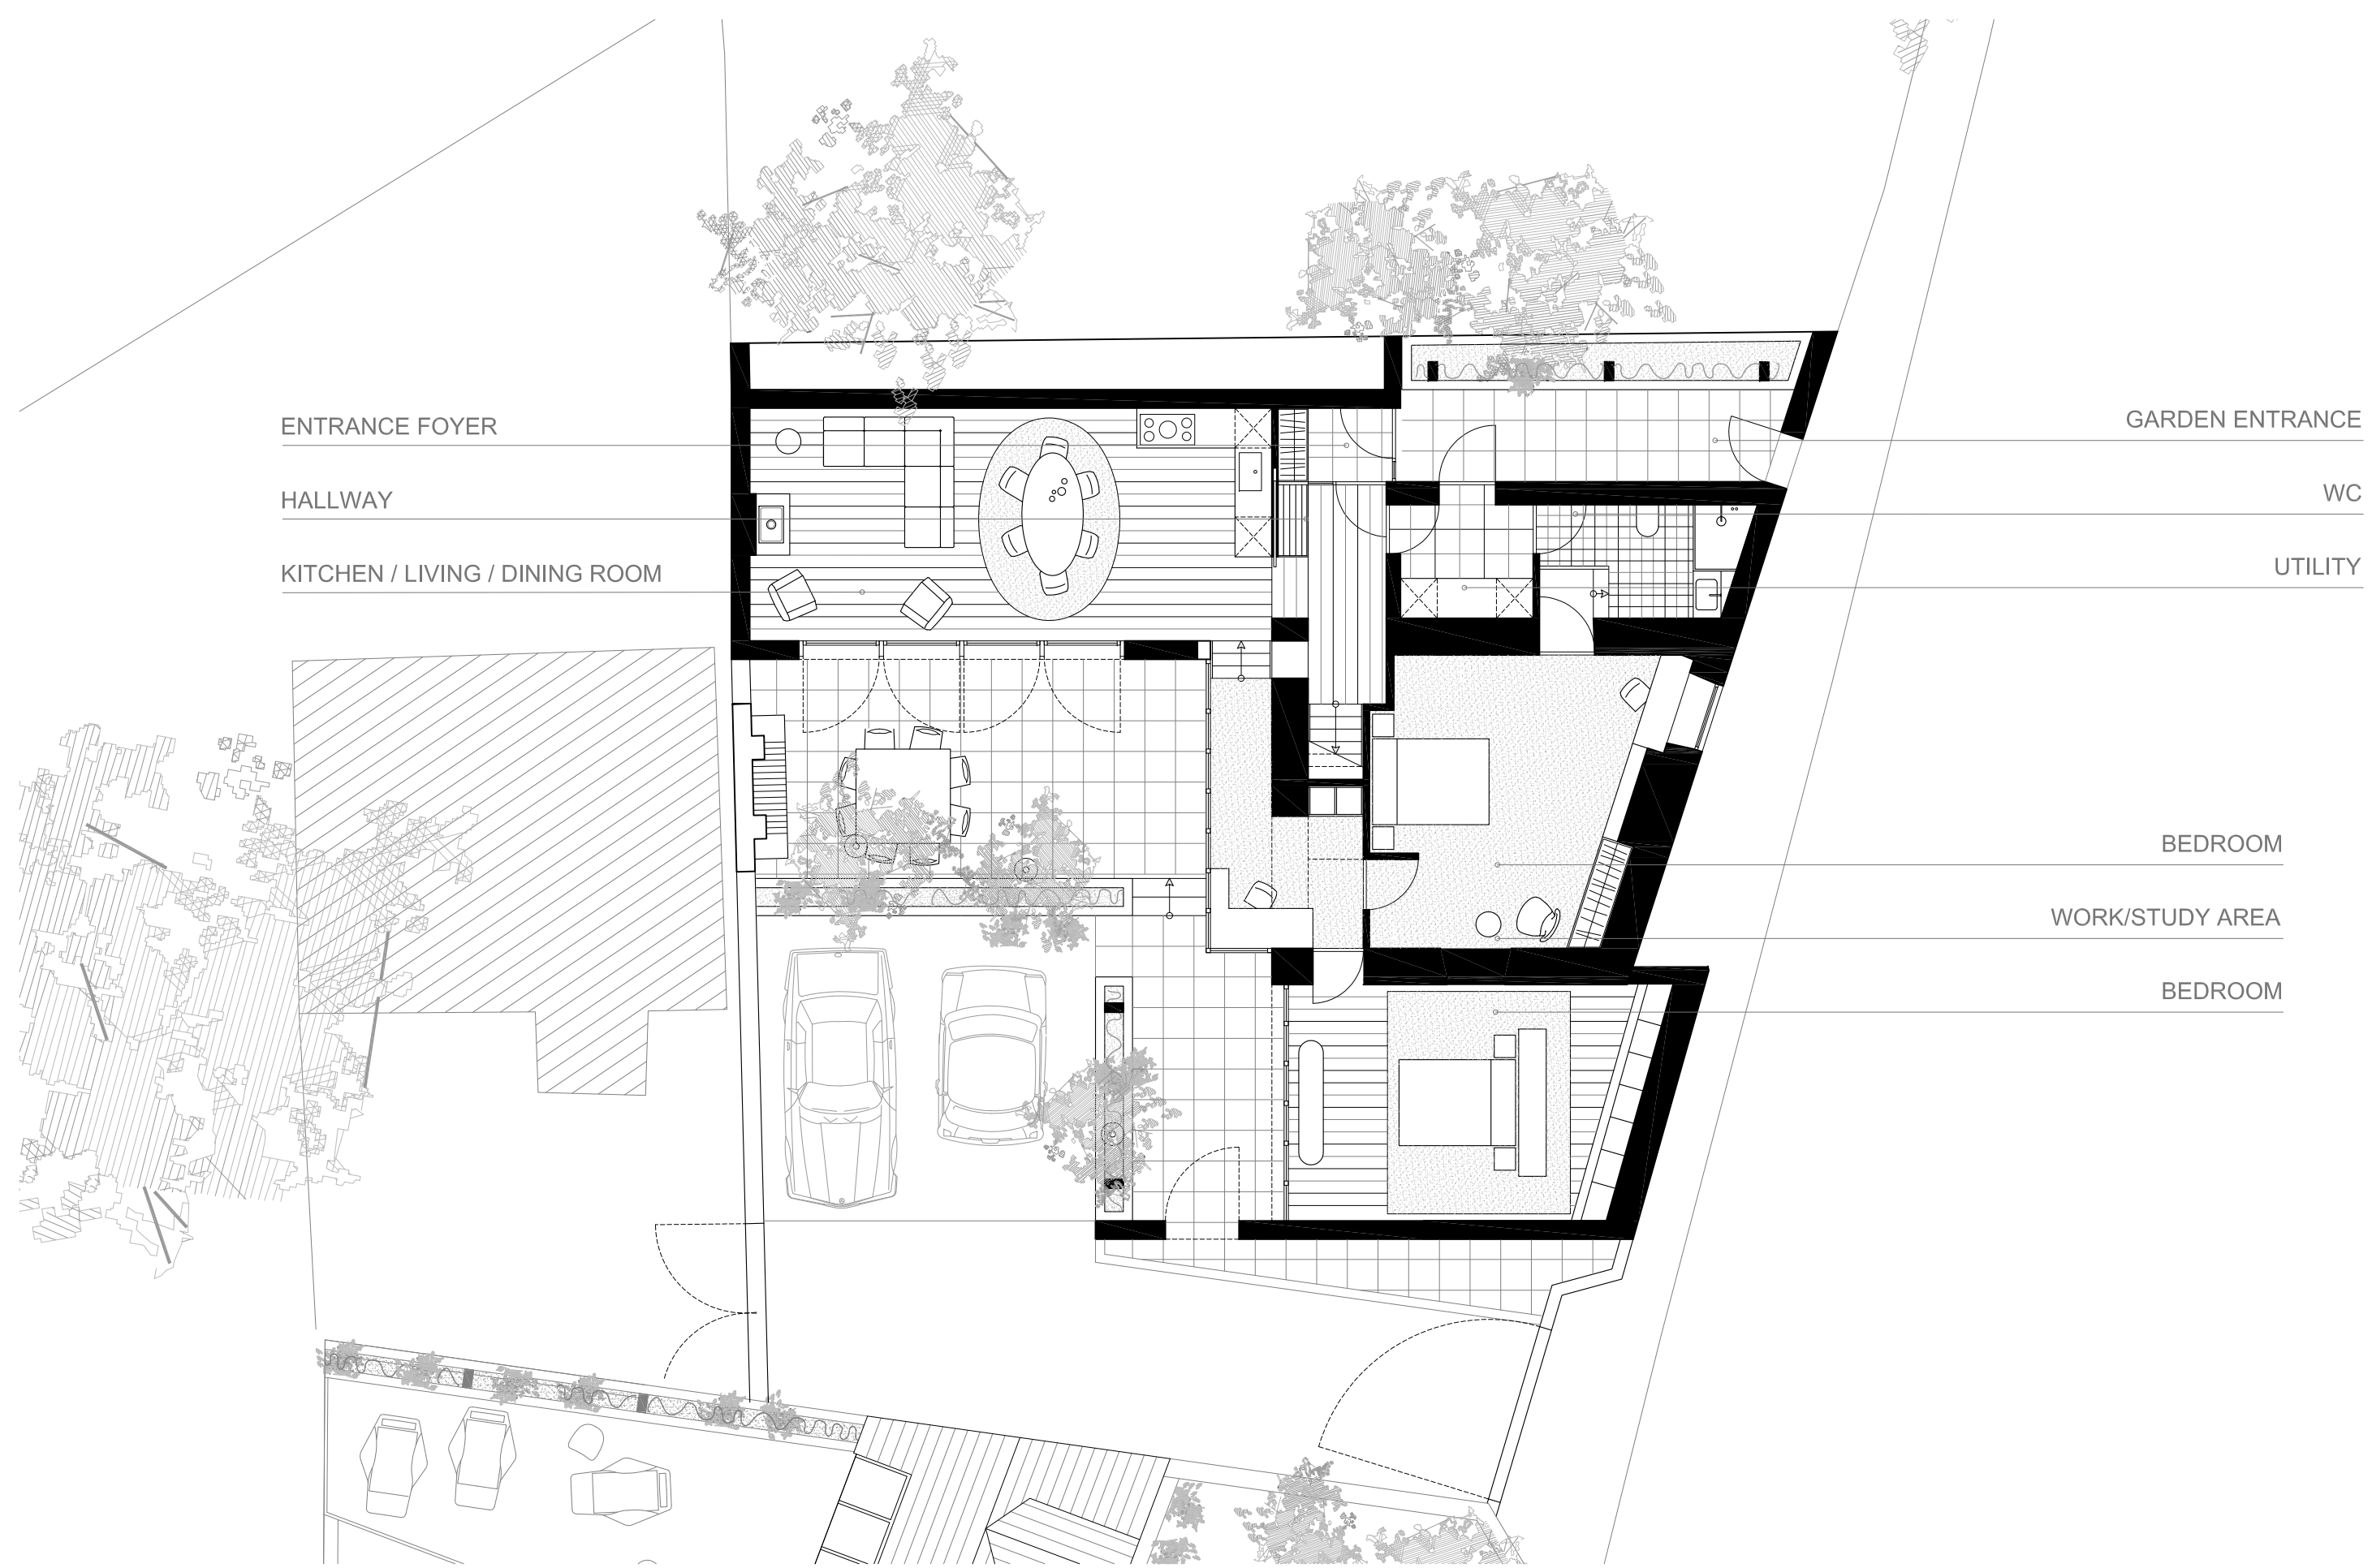 ENTRANCE FOYER
HALLWAY
KITCHEN / LIVING / DINING ROOM
GARDEN ENTRANCE
WC
UTILITY
BEDROOM
WORK/STUDY AREA
BEDROOM